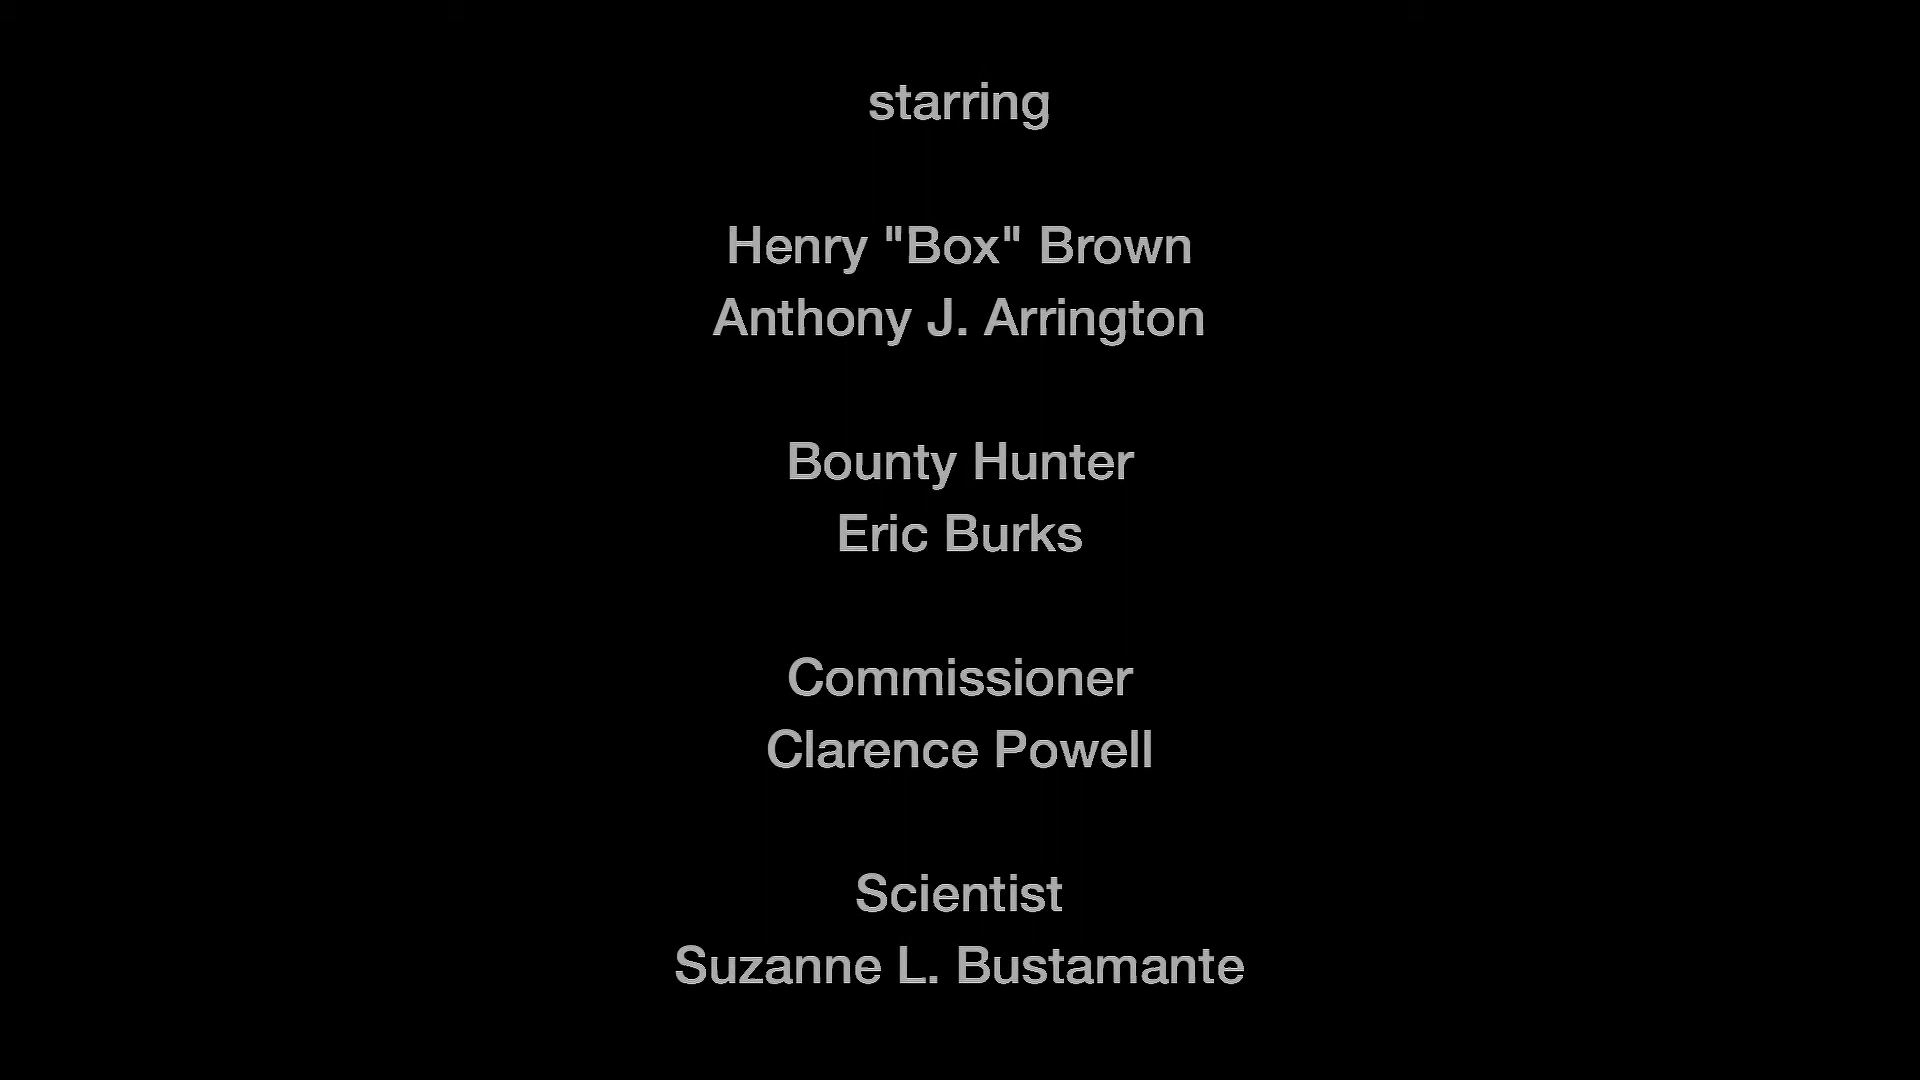 starring
Henry "Box" Brown
Anthony J. Arrington
Bounty Hunter
Eric Burks
Commissioner
Clarence Powell
Scientist
Suzanne L. Bustamante